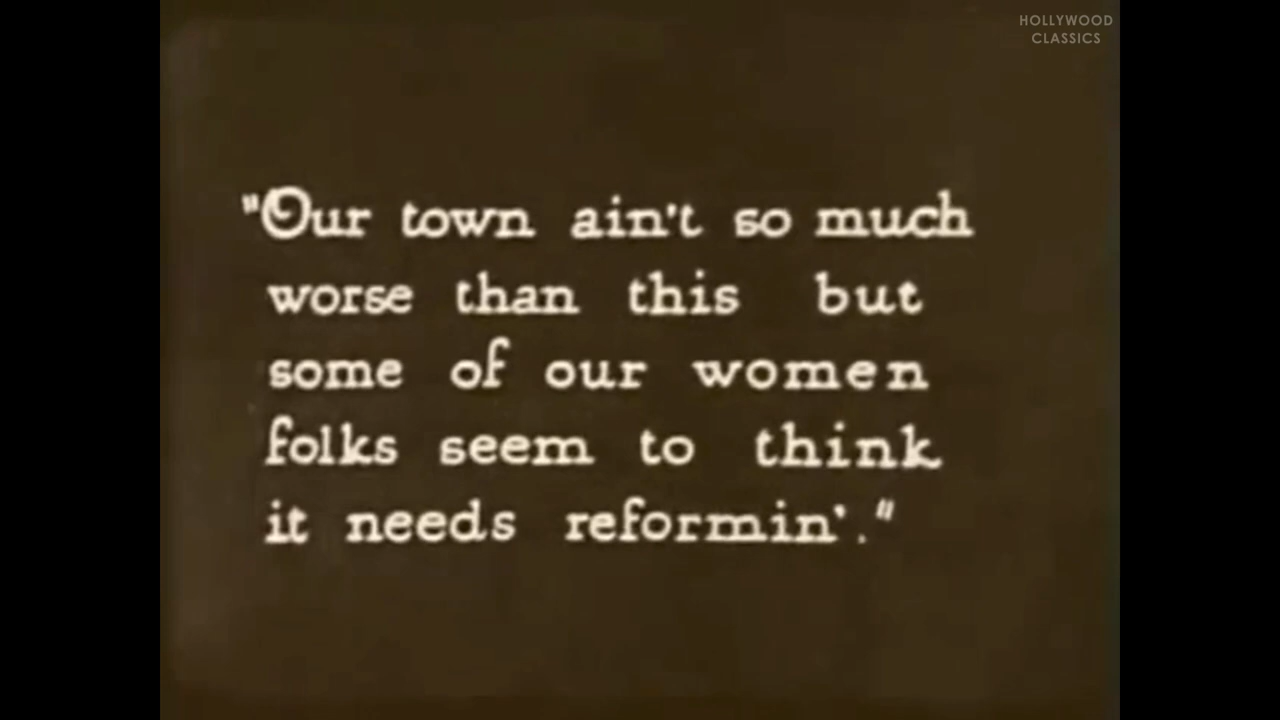 HOLLYWOOD
CLASSICS
"Our town ain't so much
worse than this but
some of our women
folks seem to think
it needs reformin'."